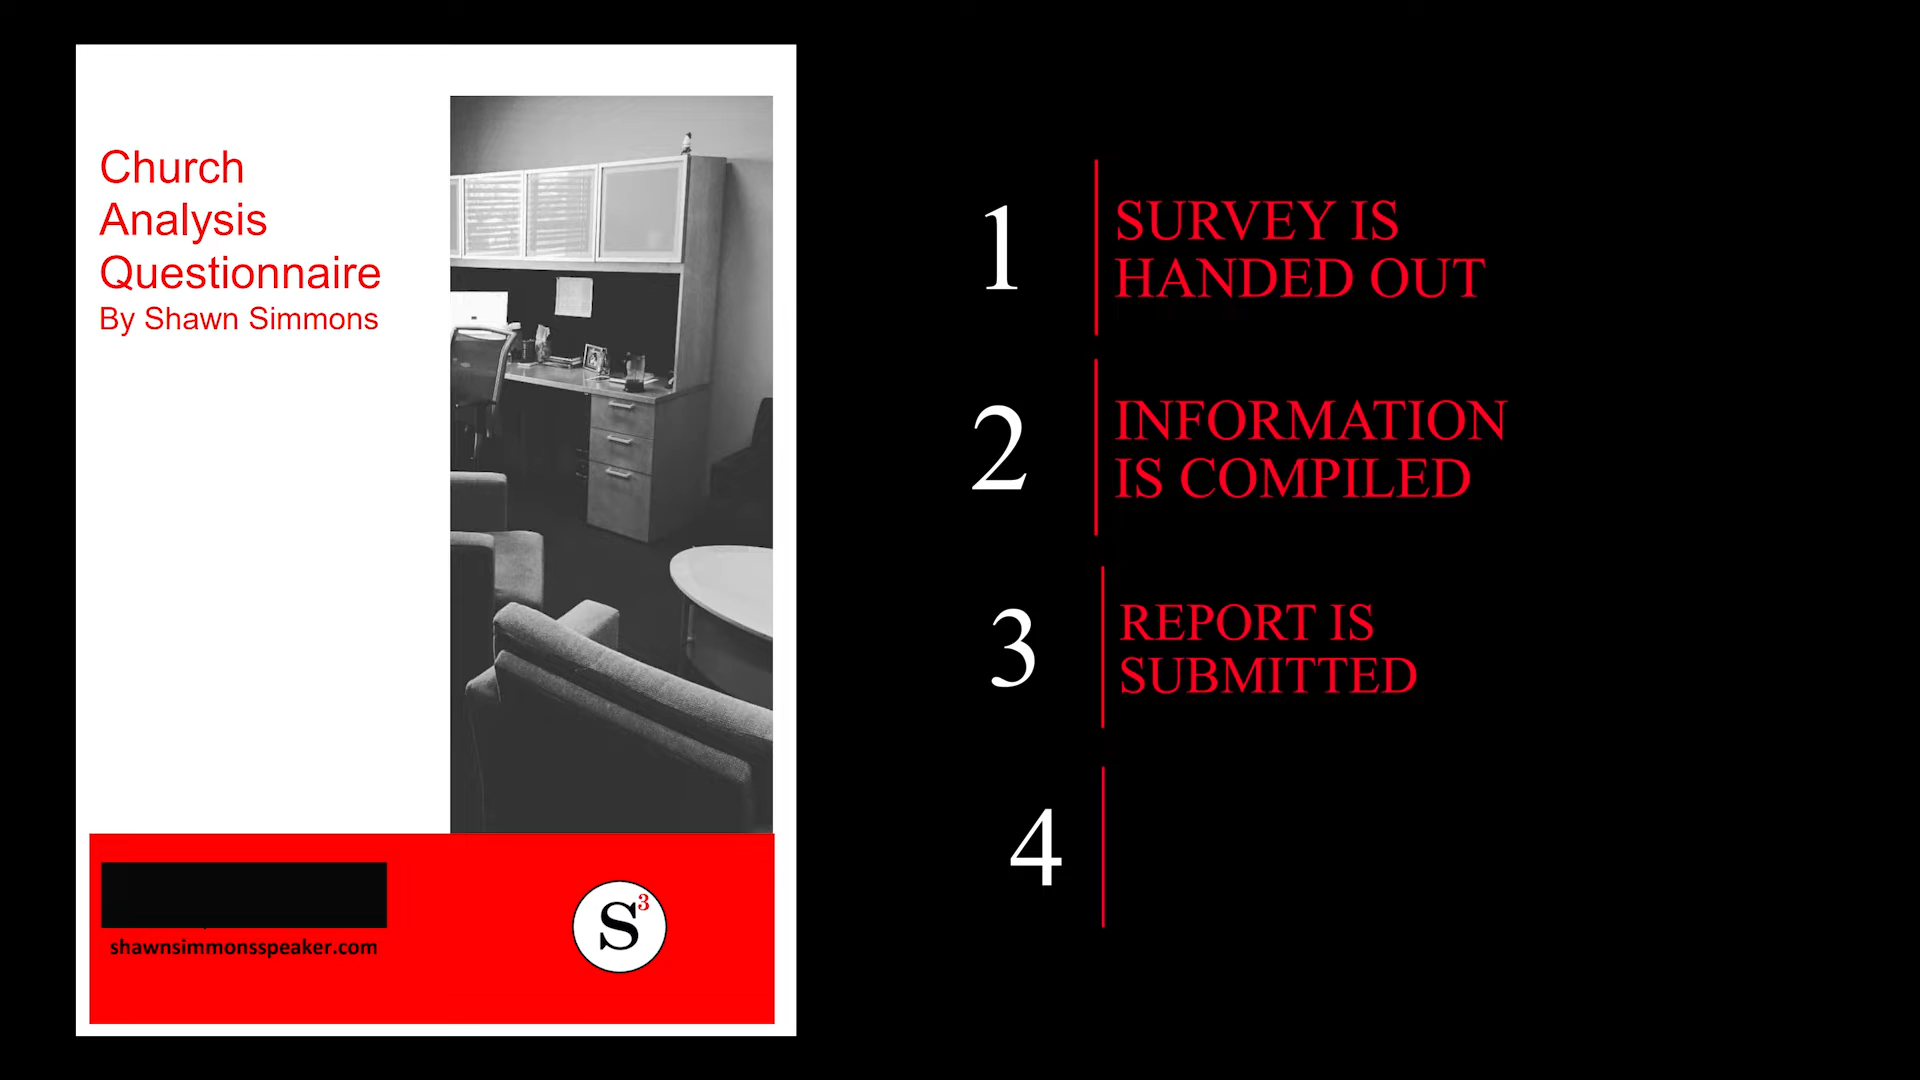 Church
Analysis
Questionnaire
By Shawn Simmons
shawnsimmonsspeaker.com
S3
1
SURVEY IS
HANDED OUT
2
INFORMATION
IS COMPILED
3
REPORT IS
SUBMITTED
4